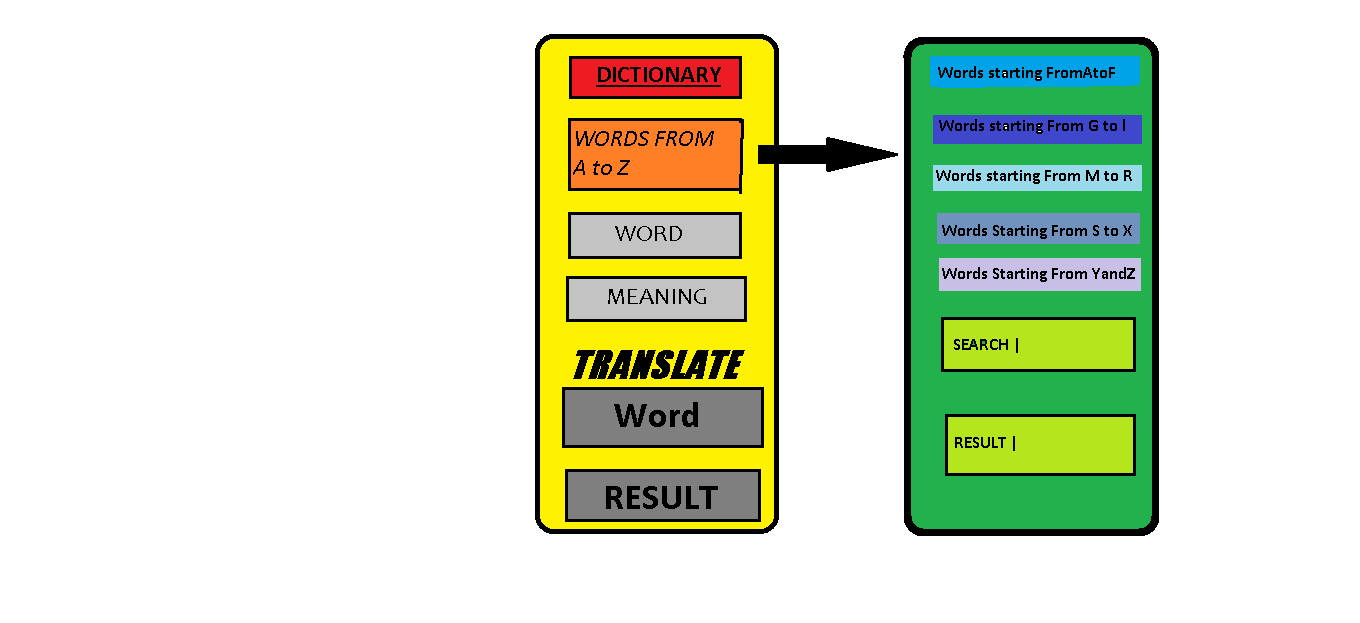 DICTIONARY
WORDS FROM
A to Z
WORD
MEANING
TRANSLATE
Word
RESULT
Words starting FromAtoF
Words starting From G to l
Words starting From M to R
Words Starting From S to X
Words Starting From YandZ
SEARCH |
RESULT |